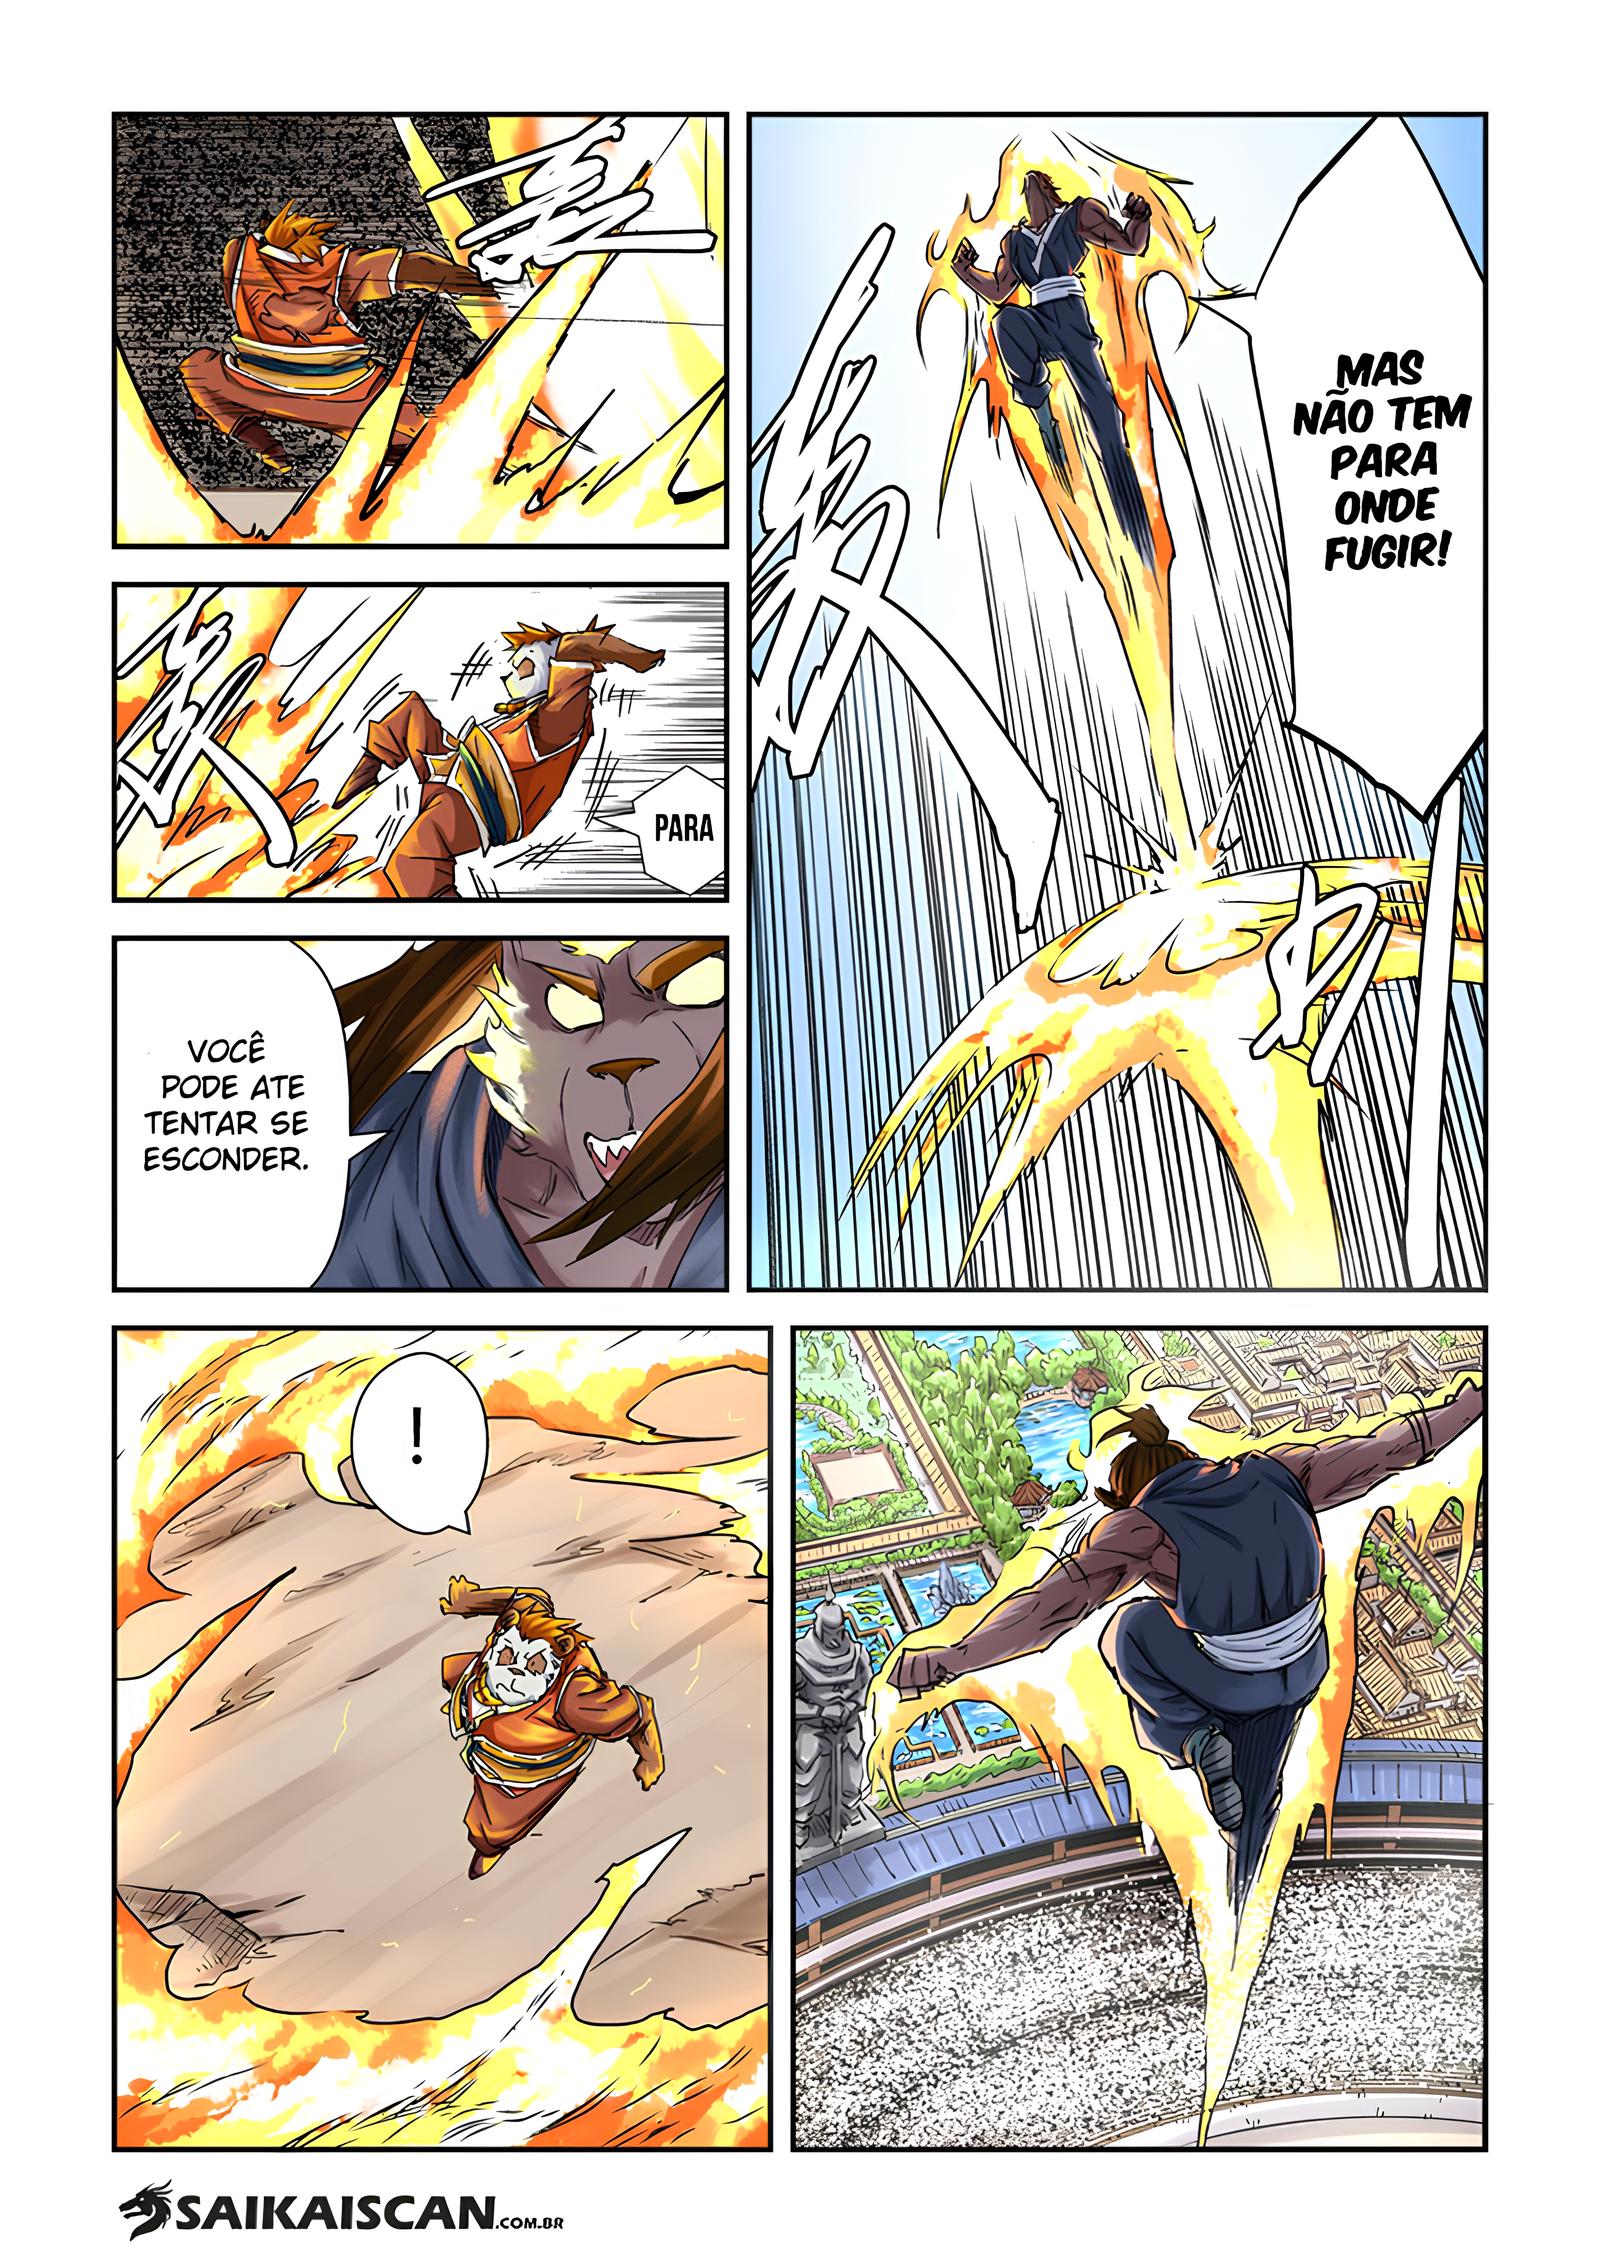 PARA
VOCÊ
PODE ATE
TENTAR SE
ESCONDER.
MAS
NÃO TEM
PARA
ONDE
FUGIR!
!
SAIKAISCAN.COM.BR